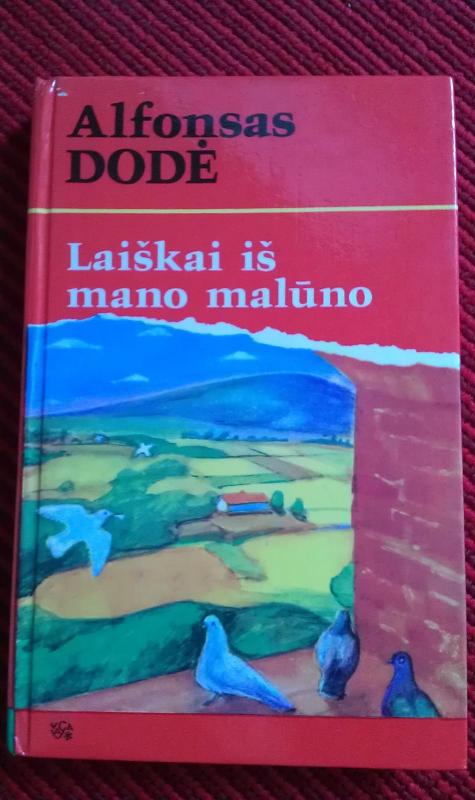 Alfonsas
DODĖ
Laiškai iš
mano malūno